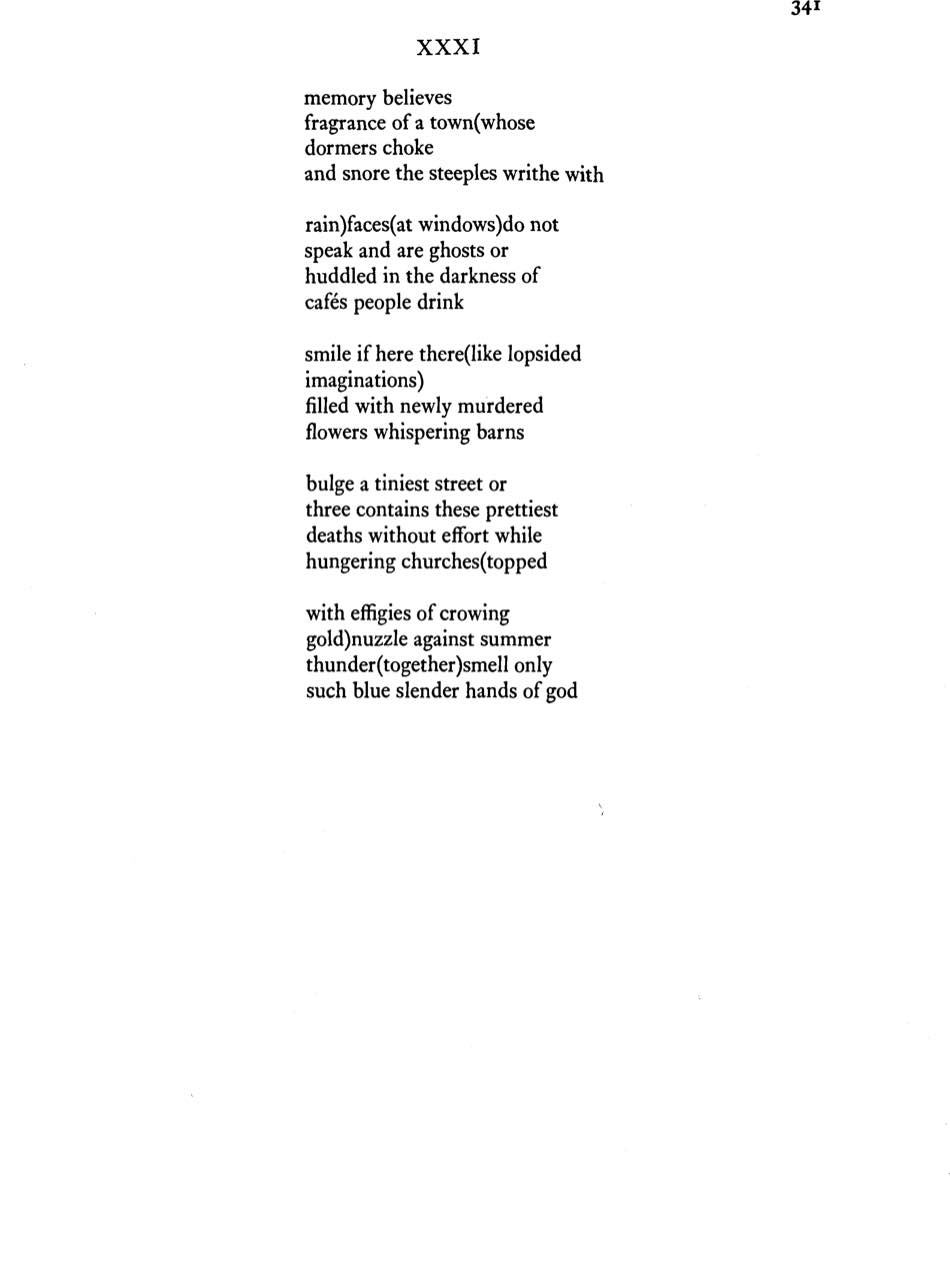 341
XXXI
memory believes
fragrance of a town(whose
dormers choke
and snore the steeples writhe with
rain)faces(at windows)do not
speak and are ghosts or
huddled in the darkness of
cafés people drink
smile if here there(like lopsided
imaginations)
filled with newly murdered
flowers whispering barns
bulge a tiniest street or
three contains these prettiest
deaths without effort while
hungering churches(topped
with effigies of crowing
gold)nuzzle against summer
thunder(together)smell only
such blue slender hands of god